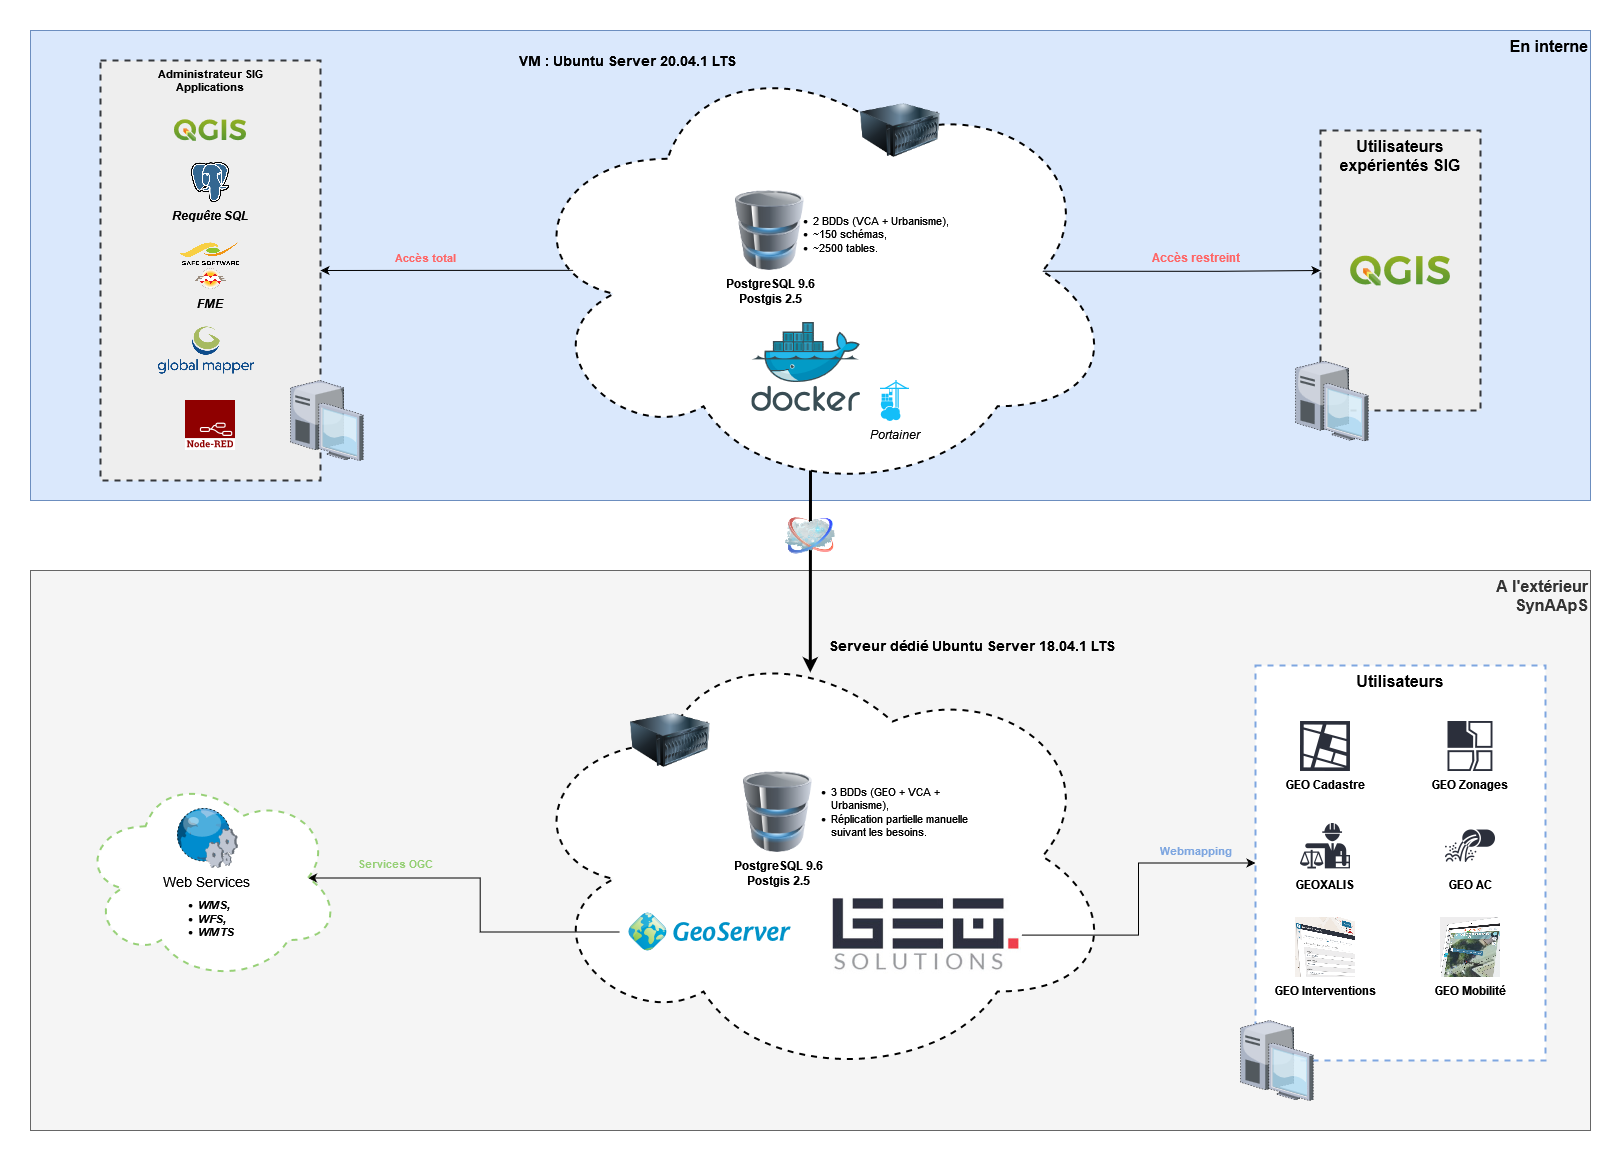 En interne
VM : Ubuntu Server 20.04.1 LTS
Administrateur SIG
Applications
QGIS
Requête SQL
SAFE SOFTWARE
FME
global mapper
Node-RED
Accès total
2 BDDs (VCA + Urbanisme),
~150 schémas,
~2500 tables.
PostgreSQL 9.6
Postgis 2.5
docker
Portainer
Accès restreint
Utilisateurs
expérientés SIG
QGIS
A l'extérieur
SynAApS
Serveur dédié Ubuntu Server 18.04.1 LTS
Web Services
WMS,
WFS,
WMTS
Services OGC
3 BDDs (GEO + VCA +
Urbanisme),
Réplication partielle manuelle
suivant les besoins.
PostgreSQL 9.6
Postgis 2.5
GeoServer
GEO.
SOLUTIONS
Webmapping
Utilisateurs
GEO Cadastre
GEO Zonages
GEOXALIS
GEO AC
GEO Interventions
GEO Mobilité